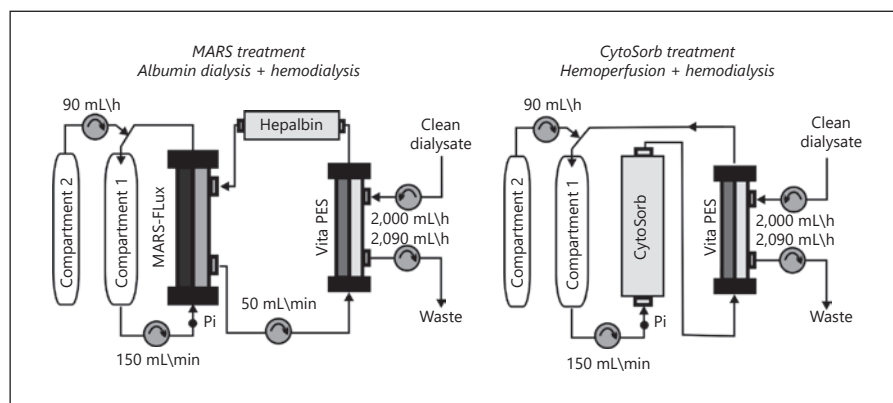 MARS treatment
Albumin dialysis + hemodialysis
90 mL\h
Hepalbin
Clean
dialysate
Compartment 2
Compartment 1
MARS-FLux
Vita PES
2,000 mL\h
2,090 mL\h
50 mL\min
Pi
Waste
150 mL\min
CytoSorb treatment
Hemoperfusion + hemodialysis
90 mL\h
Clean
dialysate
Compartment 2
Compartment 1
CytoSorb
Vita PES
2,000 mL\h
2,090 mL\h
Pi
Waste
150 mL\min